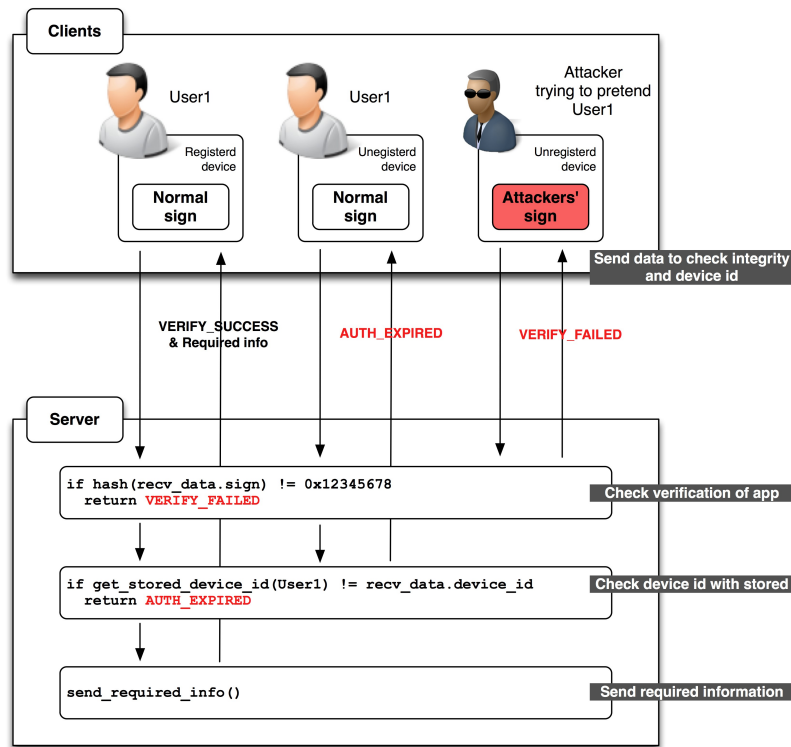 Clients
User1
User1
Attacker
trying to pretend
User1
Registerd
device
Unegisterd
device
Unregisterd
device
Normal
sign
Normal
sign
Attackers'
sign
Send data to check integrity
and device id
VERIFY_SUCCESS
& Required info
AUTH_EXPIRED
VERIFY_FAILED
Server
if hash(recv_data.sign) != 0x12345678
return VERIFY_FAILED
Check verification of app
if get_stored_device_id(User1) != recv_data.device_id
return AUTH_EXPIRED
Check device id with stored
send_required_info()
Send required information